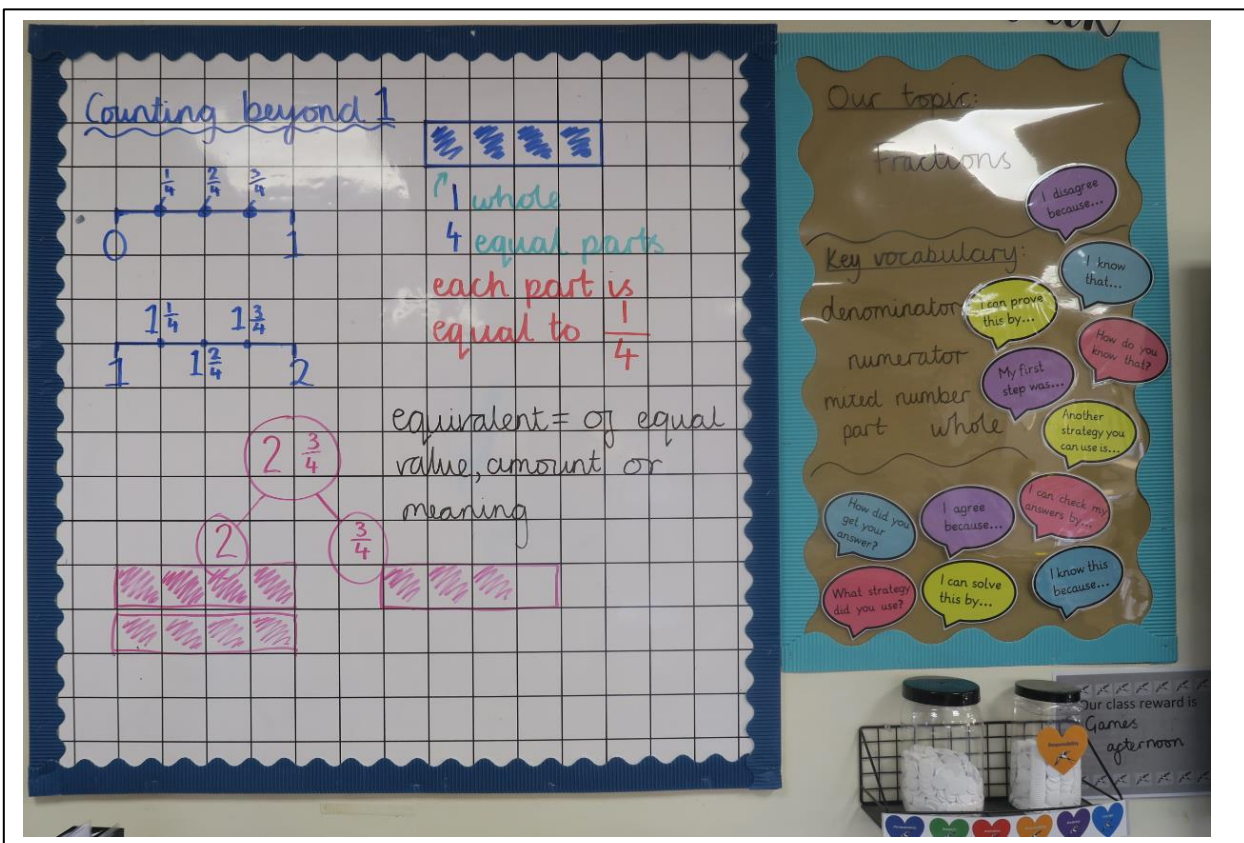 Counting beyond 1
1/4 2/4 3/4
0 1
1 1/4 1 3/4
1 2/4
1 2
1 whole
4 equal parts
each part is
equal to 1/4
equivalent = of equal
value, amount or
meaning
2 3/4
2 3/4
Our topic:
Fractions
I disagree
because...
Key vocabulary:
denominator
numerator
mixed number
part whole
I know
that...
I can prove
this by...
How do you
know that?
My first
step was...
Another
strategy you
can use is...
How did you
get your
answer?
I agree
because...
I can check my
answers by...
What strategy
did you use?
I can solve
this by...
I know this
because...
Our class reward is
Games
afternoon
Responsibility